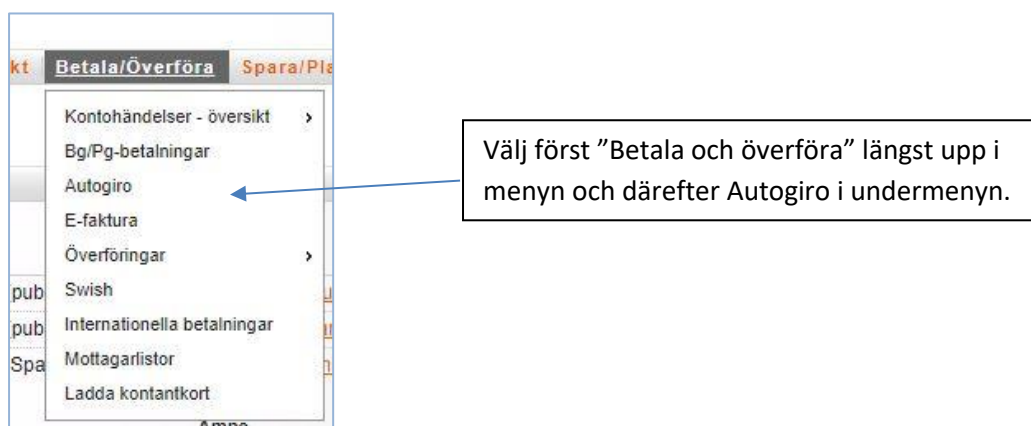 kt Betala/Överföra Spara/Pla
Kontohändelser - översikt
Bg/Pg-betalningar
Autogiro
E-faktura
Överföringar
pub Swish
pub Internationella betalningar
Spa Mottagarlistor
Ladda kontantkort
Välj först ”Betala och överföra” längst upp i
menyn och därefter Autogiro i undermenyn.